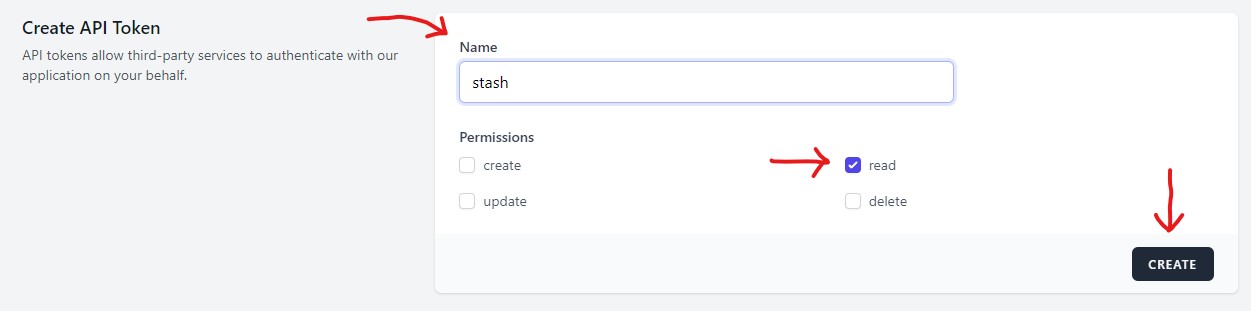 Create API Token
API tokens allow third-party services to authenticate with our
application on your behalf.
Name
stash
Permissions
create
read
update
delete
CREATE